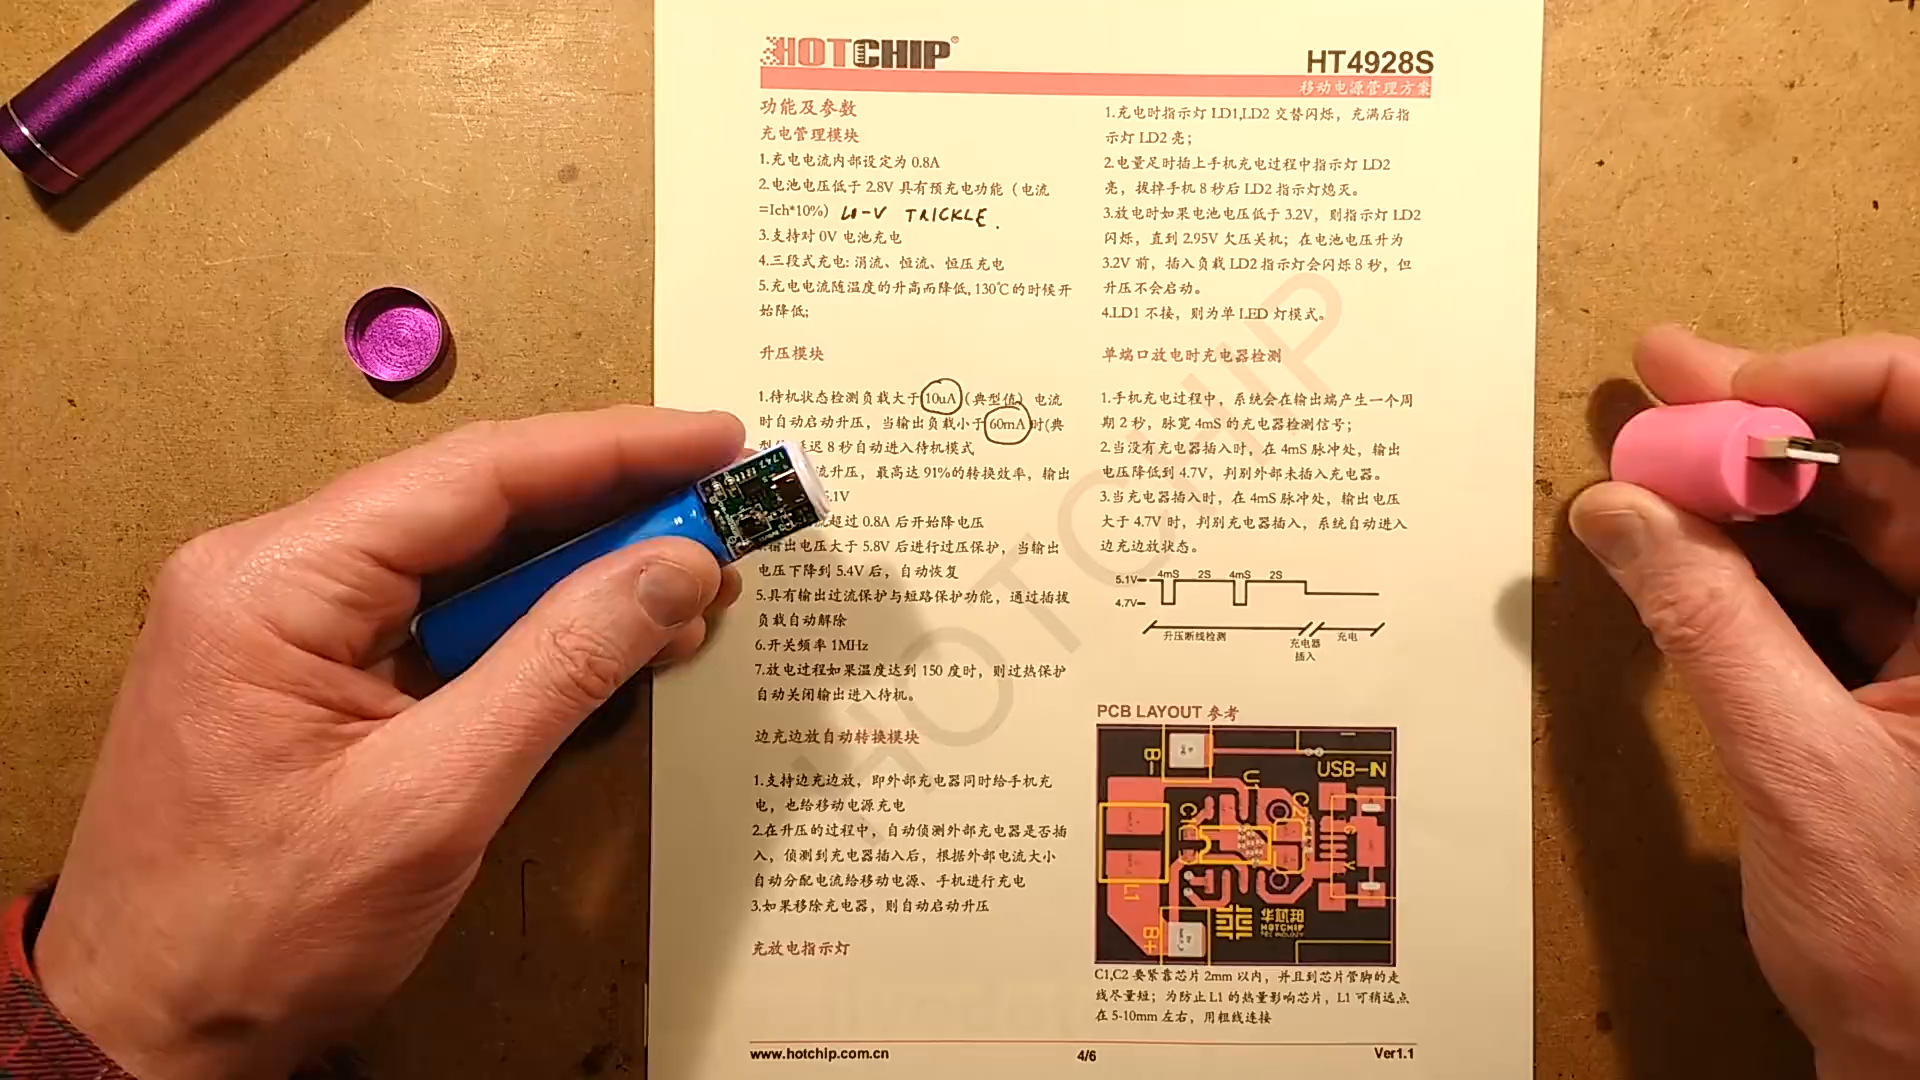 HOTCHIP®
HT4928S
移动电源管理方案
功能及参数
充电管理模块
1.充电电流内部设定为 0.8A
2.电池电压低于 2.8V 具有预充电功能（电流
=Ich*10%) LO-V TRICKLE.
3.支持对 0V 电池充电
4.三段式充电: 涓流、恒流、恒压充电
5.充电电流随温度的升高而降低, 130℃的时候开
始降低;
升压模块
1.待机状态检测负载大于 10uA（典型值）电流
时自动启动升压，当输出负载小于 60mA 时(典
迟 8 秒自动进入待机模式
流升压，最高达 91%的转换效率，输出
5.1V
流超过 0.8A 后开始降电压
输出电压大于 5.8V 后进行过压保护，当输出
电压下降到 5.4V 后，自动恢复
5.具有输出过流保护与短路保护功能，通过插拔
负载自动解除
6.开关频率 1MHz
7.放电过程如果温度达到 150 度时，则过热保护
自动关闭输出进入待机。
边充边放自动转换模块
1.支持边充边放，即外部充电器同时给手机充
电，也给移动电源充电
2.在升压的过程中，自动侦测外部充电器是否插
入，侦测到充电器插入后，根据外部电流大小
自动分配电流给移动电源、手机进行充电
3.如果移除充电器，则自动启动升压
充放电指示灯
1.充电时指示灯 LD1,LD2 交替闪烁，充满后指
示灯 LD2 亮；
2.电量足时插上手机充电过程中指示灯 LD2
亮，拔掉手机 8 秒后 LD2 指示灯熄灭。
3.放电时如果电池电压低于 3.2V，则指示灯 LD2
闪烁，直到 2.95V 欠压关机；在电池电压升为
3.2V 前，插入负载 LD2 指示灯会闪烁 8 秒，但
升压不会启动。
4.LD1 不接，则为单 LED 灯模式。
单端口放电时充电器检测
1.手机充电过程中，系统会在输出端产生一个周
期 2 秒，脉宽 4mS 的充电器检测信号；
2.当没有充电器插入时，在 4mS 脉冲处，输出
电压降低到 4.7V，判别外部未插入充电器。
3.当充电器插入时，在 4mS 脉冲处，输出电压
大于 4.7V 时，判别充电器插入，系统自动进入
边充边放状态。
5.1V 4mS 2S 4mS 2S
4.7V
升压断线检测 充电器 充电
插入
PCB LAYOUT 参考
B-
U1
USB-IN
C1
C2
L1
B+
华芯邦
HOTCHIP
TECHNOLOGY
C1,C2 要紧靠芯片 2mm 以内，并且到芯片管脚的走
线尽量短；为防止 L1 的热量影响芯片，L1 可稍远点
在 5-10mm 左右，用粗线连接
www.hotchip.com.cn
4/6
Ver1.1
HOTCHIP
1747